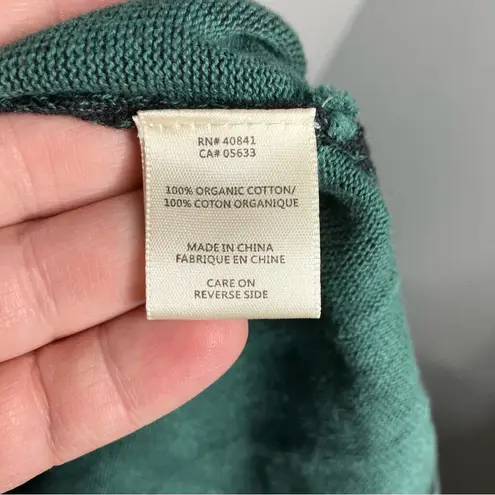 RN# 40841
CA# 05633
100% ORGANIC COTTON/
100% COTON ORGANIQUE
MADE IN CHINA
FABRIQUE EN CHINE
CARE ON
REVERSE SIDE